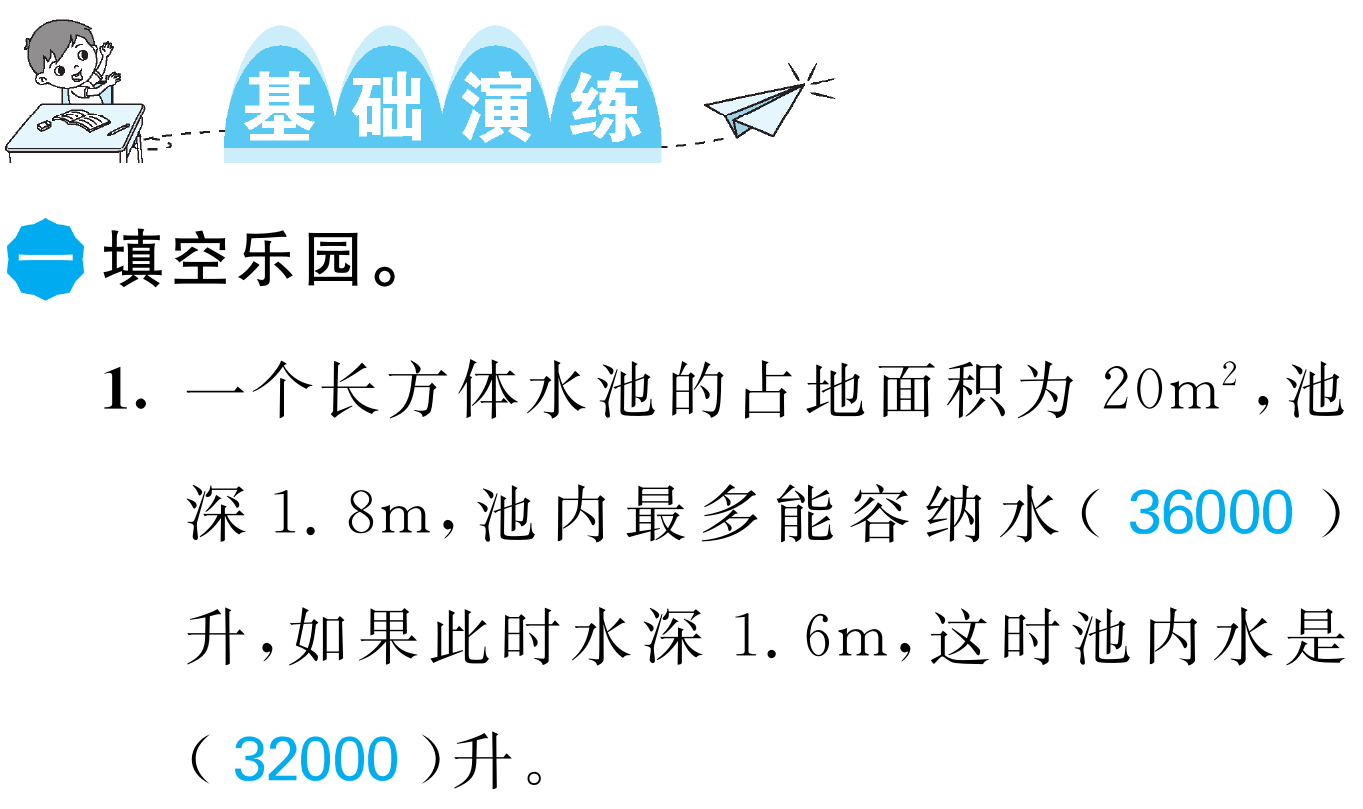 基础演练
一 填空乐园。
1. 一个长方体水池的占地面积为 20m²,池
深 1. 8m,池内最多能容纳水( 36000 )
升,如果此时水深 1. 6m,这时池内水是
( 32000 )升。